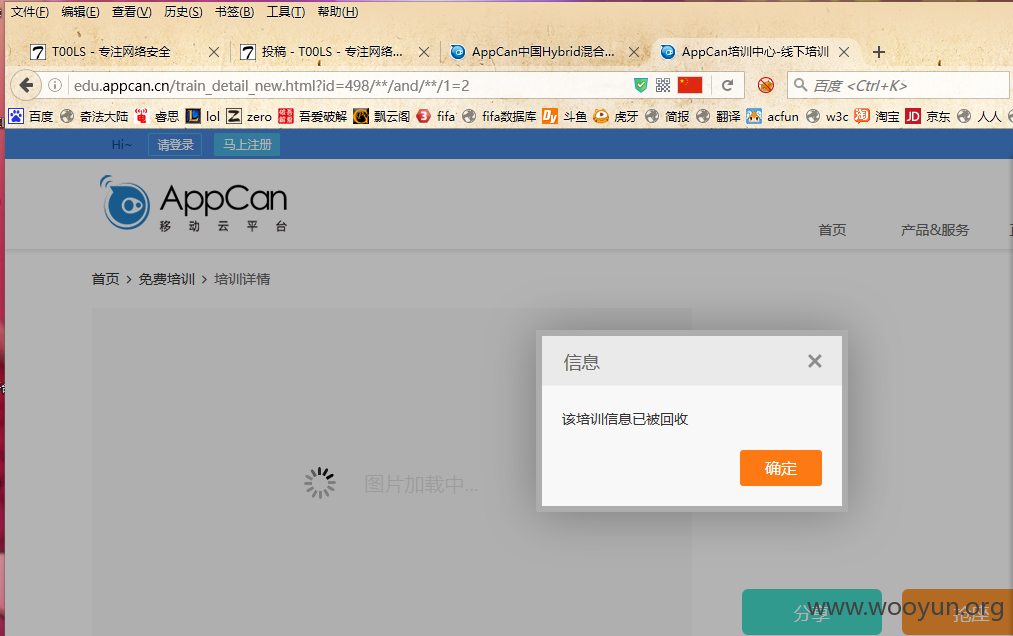 文件(F) 编辑(E) 查看(V) 历史(S) 书签(B) 工具(T) 帮助(H)
T00LS - 专注网络安全 投稿 - T00LS - 专注网络... AppCan中国Hybrid混合... AppCan培训中心-线下培训
edu.appcan.cn/train_detail_new.html?id=498/**/and/**/1=2 百度 <Ctrl+K>
百度 奇法大陆 睿思 lol zero 吾爱破解 飘云阁 fifa fifa数据库 斗鱼 虎牙 简报 翻译 acfun w3c 淘宝 京东 人人
Hi~ 请登录 马上注册
AppCan
移动云平台
首页 产品&服务
首页 > 免费培训 > 培训详情
信息
该培训信息已被回收
确定
图片加载中...
分享 抢座
www.wooyun.org